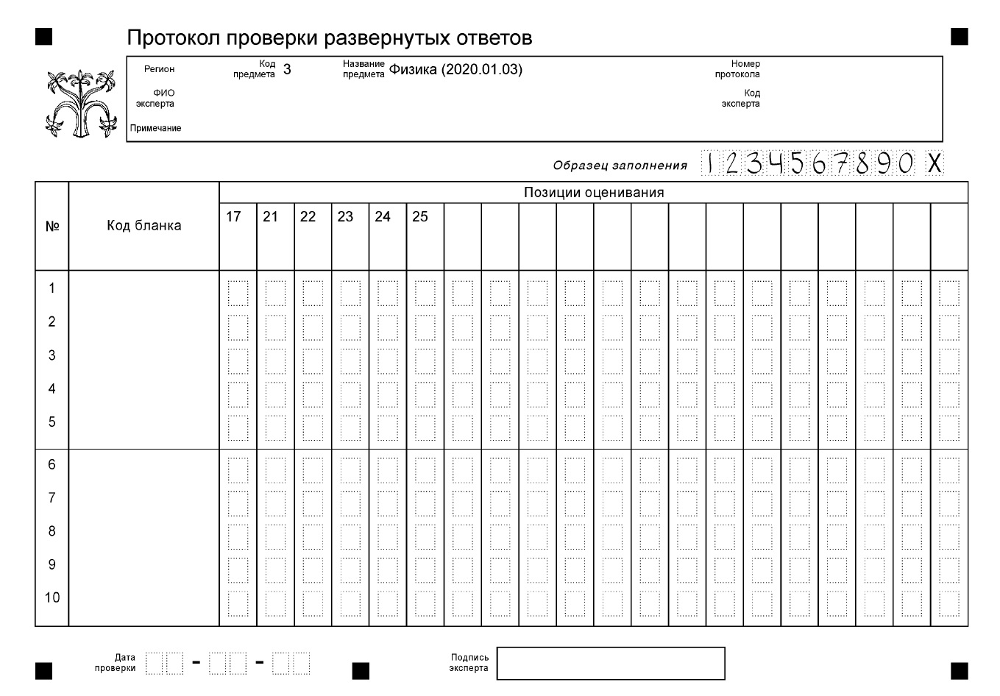 Протокол проверки развернутых ответов
Регион Код предмета 3 Название предмета Физика (2020.01.03) Номер протокола
ФИО эксперта Код эксперта
Примечание
Образец заполнения 1 2 3 4 5 6 7 8 9 0 X
№ Код бланка Позиции оценивания
17 21 22 23 24 25
1
2
3
4
5
6
7
8
9
10
Дата проверки - - Подпись эксперта